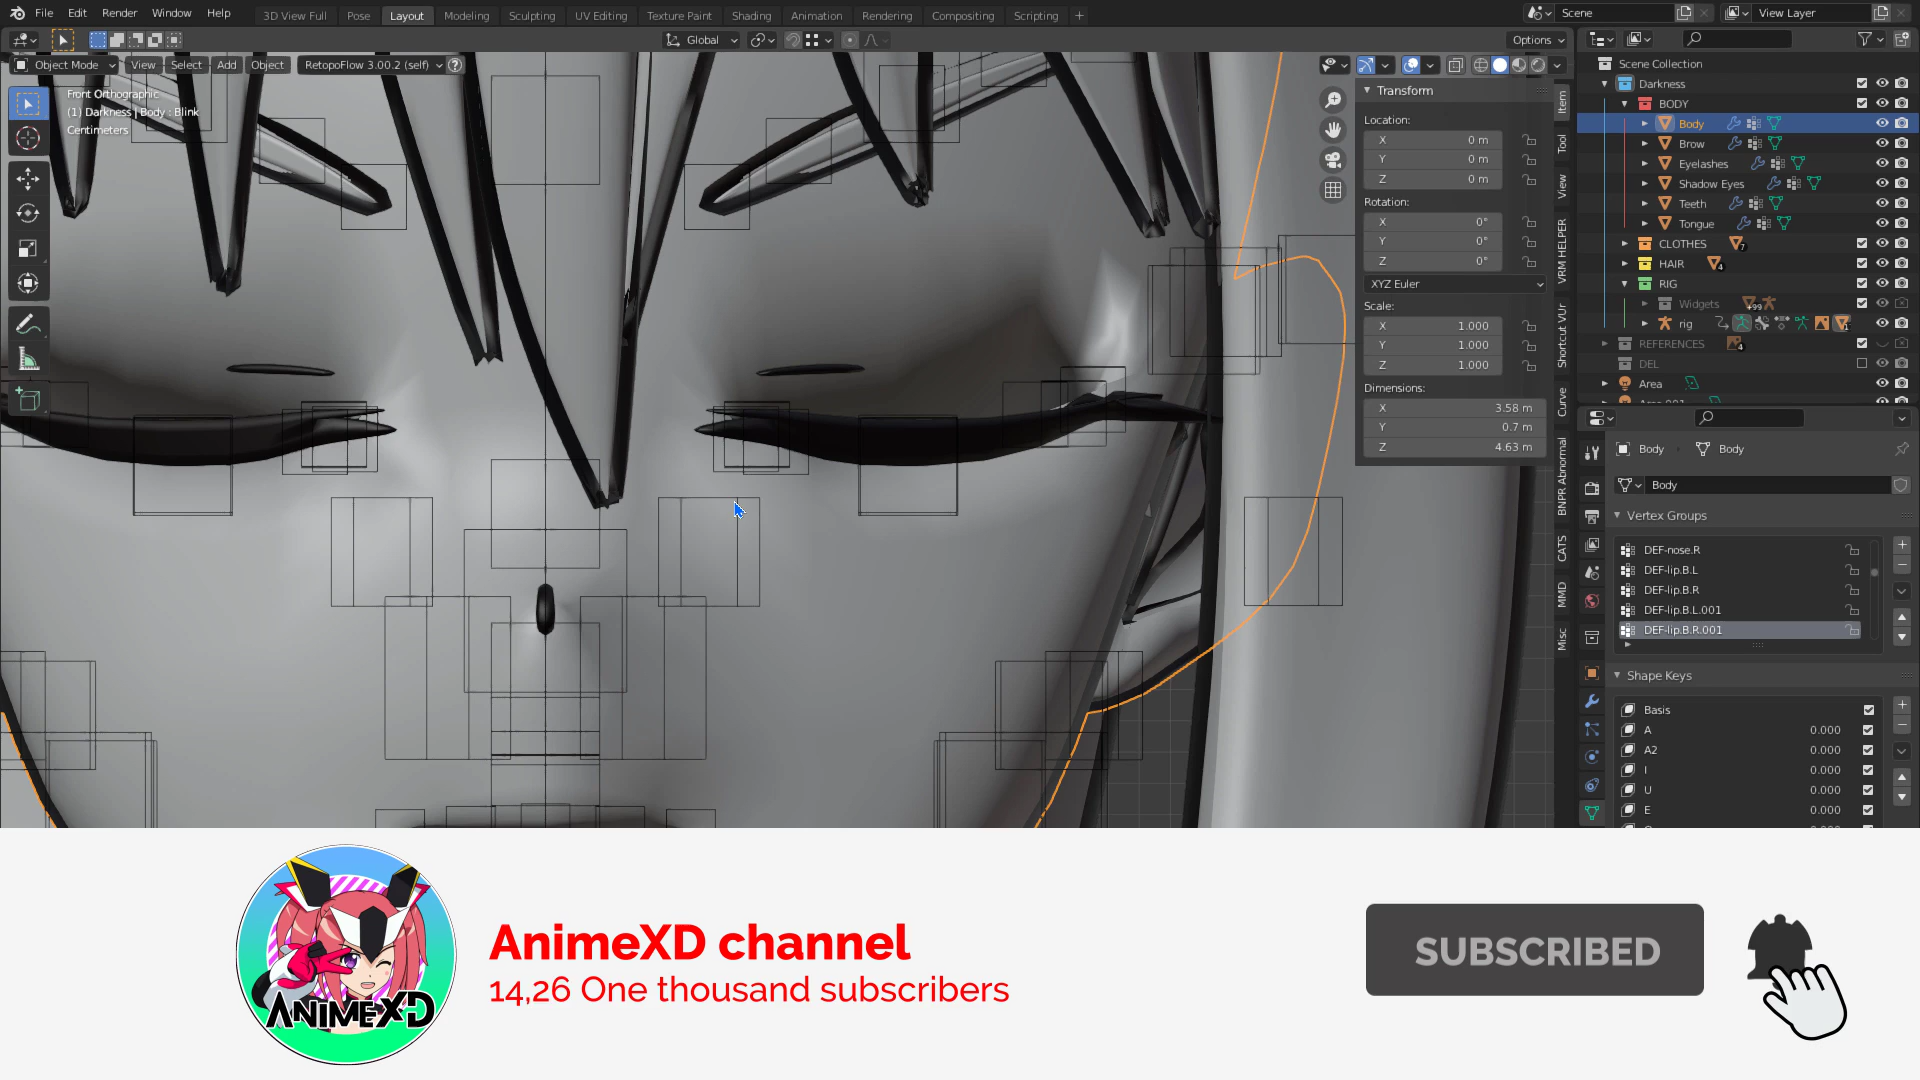 File Edit Render Window Help 3D View Full Pose Layout Modeling Sculpting UV Editing Texture Paint Shading Animation Rendering Compositing Scripting + Scene View Layer
Global Options
Object Mode View Select Add Object RetopoFlow 3.00.2 (self) ?
Front Orthographic
(1) Darkness | Body : Blink
Centimeters
Transform
Location:
X 0 m
Y 0 m
Z 0 m
Rotation:
X 0°
Y 0°
Z 0°
XYZ Euler
Scale:
X 1.000
Y 1.000
Z 1.000
Dimensions:
X 3.58 m
Y 0.7 m
Z 4.63 m
Item
Tool
View
VRM HELPER
Shortcut VUr
Curve
BNPR Abnormal
CATS
MMD
Misc
Scene Collection
Darkness
BODY
Body
Brow
Eyelashes
Shadow Eyes
Teeth
Tongue
CLOTHES 7
HAIR 4
RIG
Widgets +99
rig 1
REFERENCES 4
DEL
Area
Body Body
Body
Vertex Groups
DEF-nose.R
DEF-lip.B.L
DEF-lip.B.R
DEF-lip.B.L.001
DEF-lip.B.R.001
Shape Keys
Basis
A 0.000
A2 0.000
I 0.000
U 0.000
E 0.000
ANIMEXD
AnimeXD channel
14,26 One thousand subscribers
SUBSCRIBED